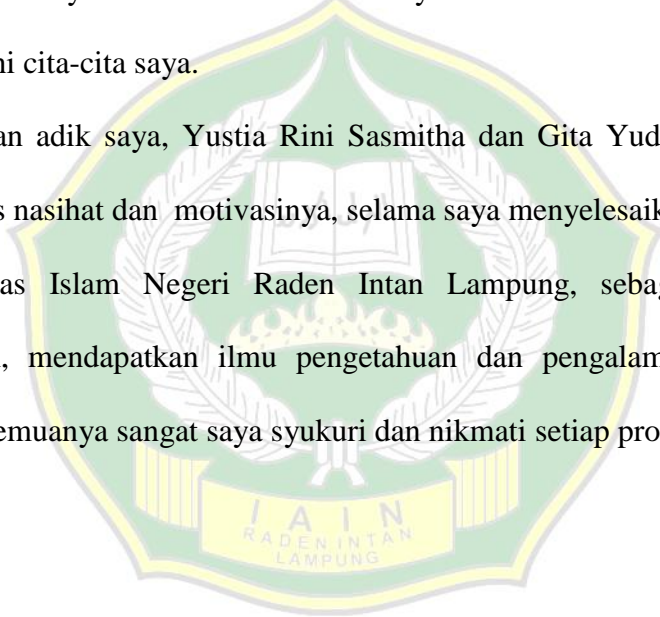 ni cita-cita saya.
an adik saya, Yustia Rini Sasmitha dan Gita Yud
s nasihat dan motivasinya, selama saya menyelesaik
as Islam Negeri Raden Intan Lampung, seba
, mendapatkan ilmu pengetahuan dan pengalam
emuanya sangat saya syukuri dan nikmati setiap pro
I A I N
RADEN INTAN
LAMPUNG